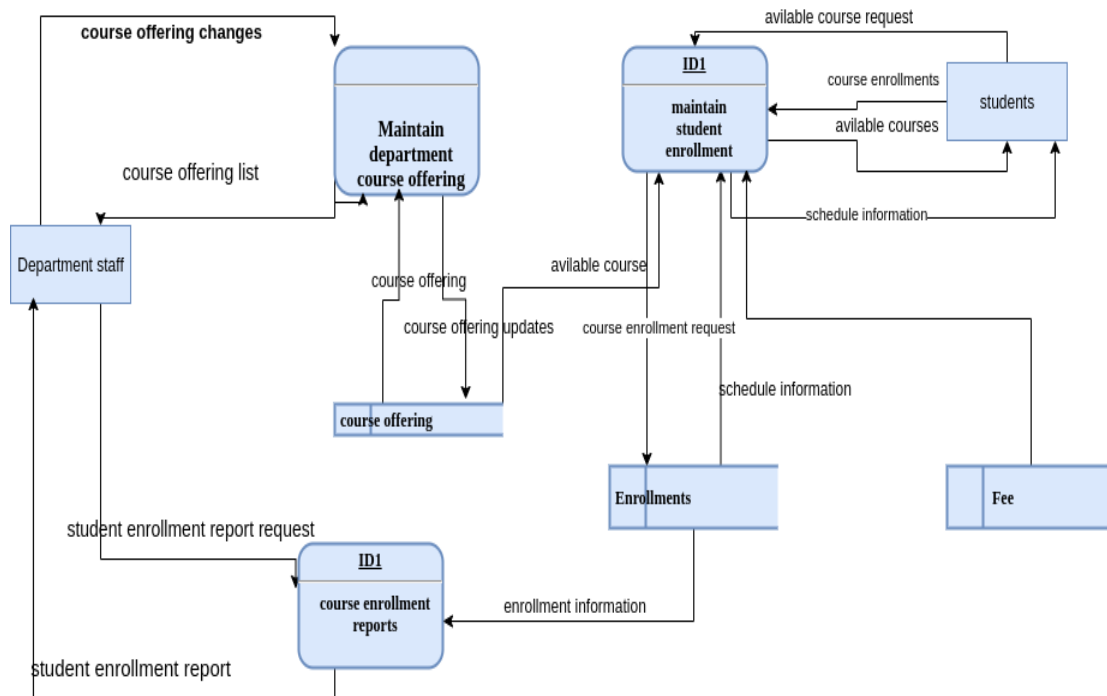 avilable course request
course offering changes
ID1
maintain
student
enrollment
course enrollments
students
avilable courses
Maintain
department
course offering
course offering list
schedule information
Department staff
avilable course
course offering
course offering updates
course enrollment request
schedule information
course offering
Enrollments
Fee
student enrollment report request
ID1
course enrollment
reports
enrollment information
student enrollment report